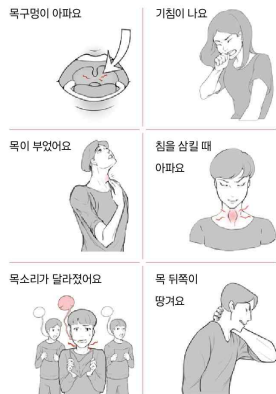 목구멍이 아파요
기침이 나요
목이 부었어요
침을 삼킬 때
아파요
목소리가 달라졌어요
목 뒤쪽이
땅겨요